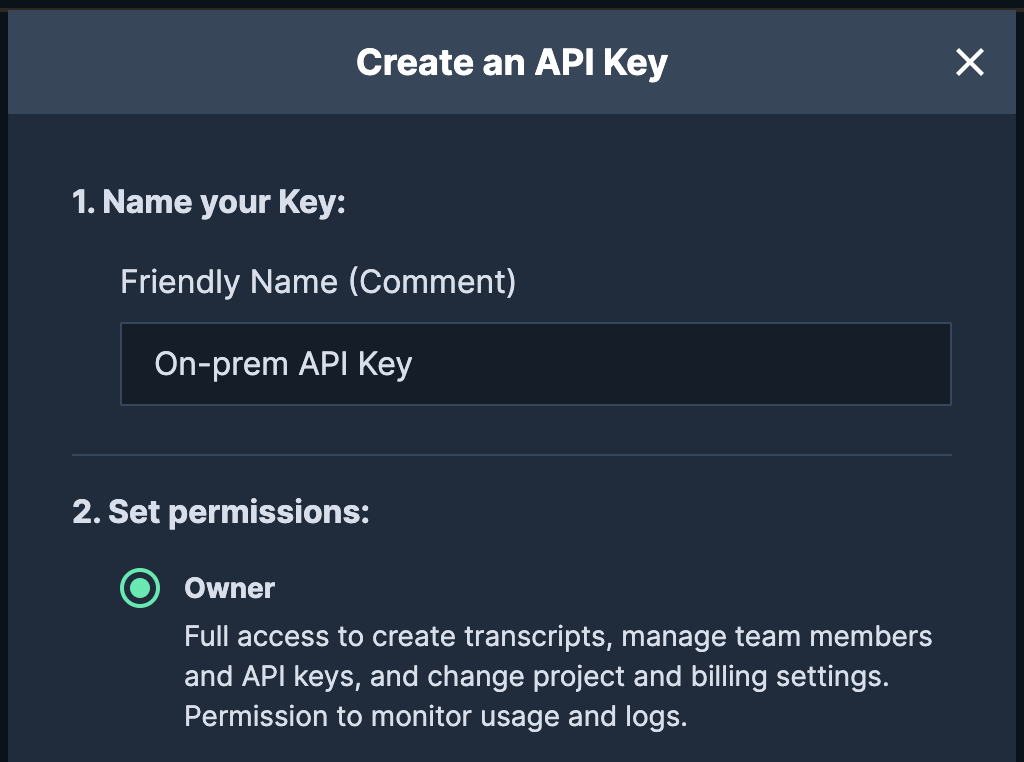 Create an API Key
1. Name your Key:
Friendly Name (Comment)
On-prem API Key
2. Set permissions:
Owner
Full access to create transcripts, manage team members
and API keys, and change project and billing settings.
Permission to monitor usage and logs.